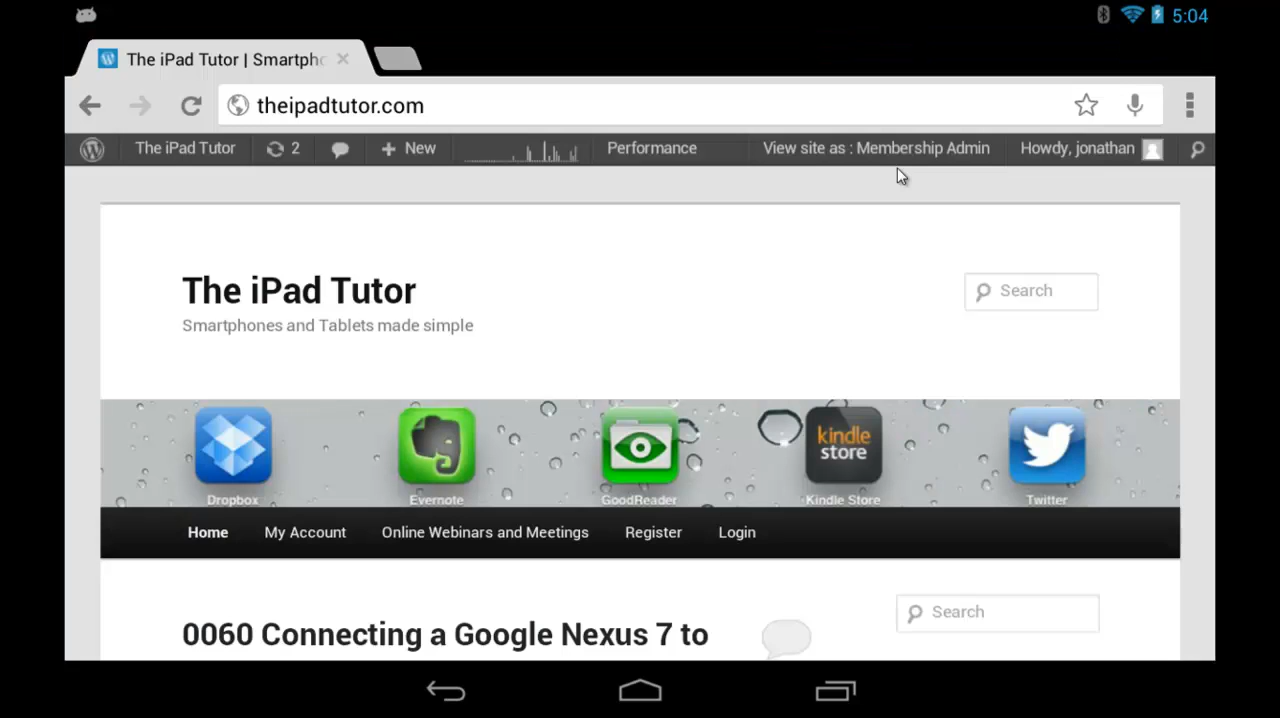 5:04
The iPad Tutor | Smartpho
theipadtutor.com
The iPad Tutor 2 New Performance View site as : Membership Admin Howdy, jonathan
The iPad Tutor
Search
Smartphones and Tablets made simple
kindle
store
Dropbox Evernote GoodReader Kindle Store Twitter
Home My Account Online Webinars and Meetings Register Login
Search
0060 Connecting a Google Nexus 7 to